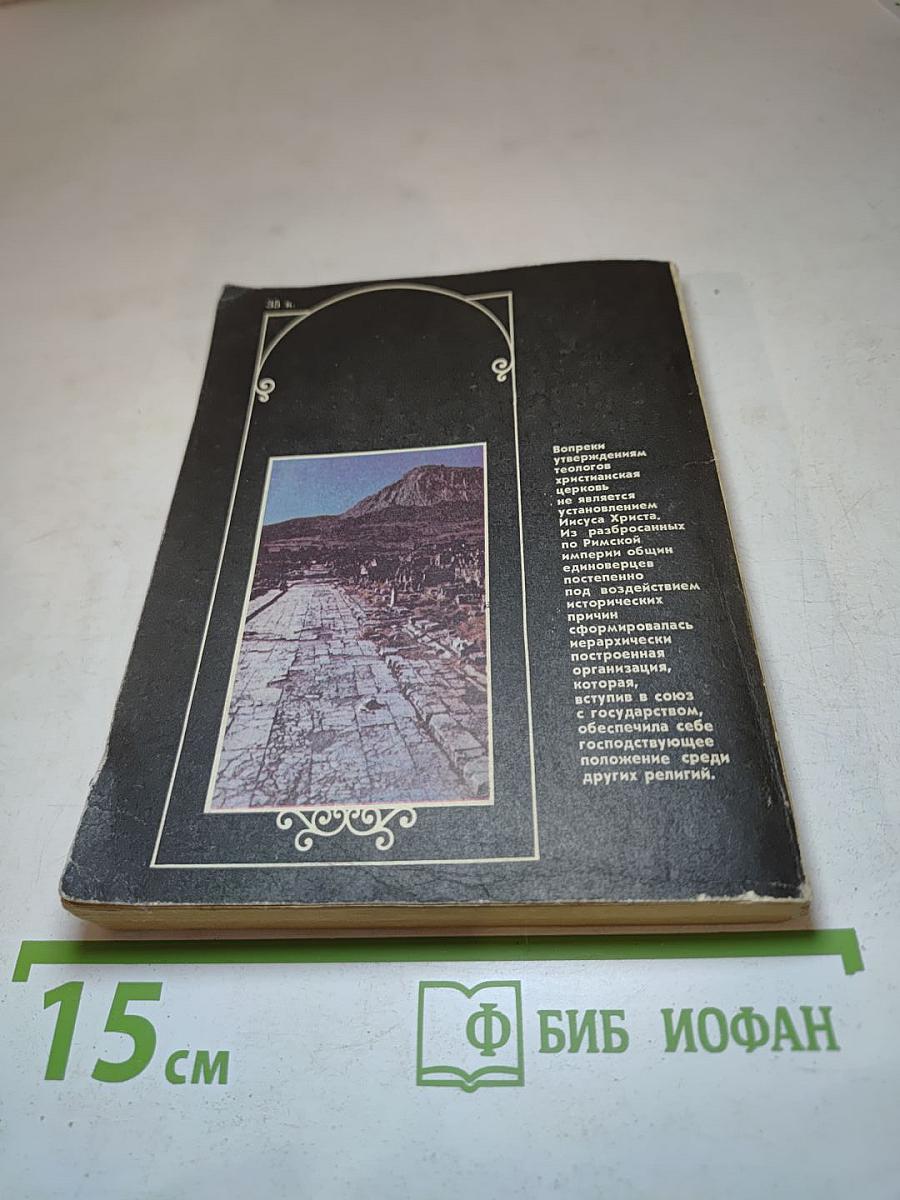 35 к.
Вопреки
утверждениям
теологов
христианская
церковь
не является
установлением
Иисуса Христа.
Из разбросанных
по Римской
империи общин
единоверцев
постепенно
под воздействием
исторических
причин
сформировалась
иерархически
построенная
организация,
которая,
вступив в союз
с государством,
обеспечила себе
господствующее
положение среди
других религий.
15 см
Ф БИБ ИОФАН